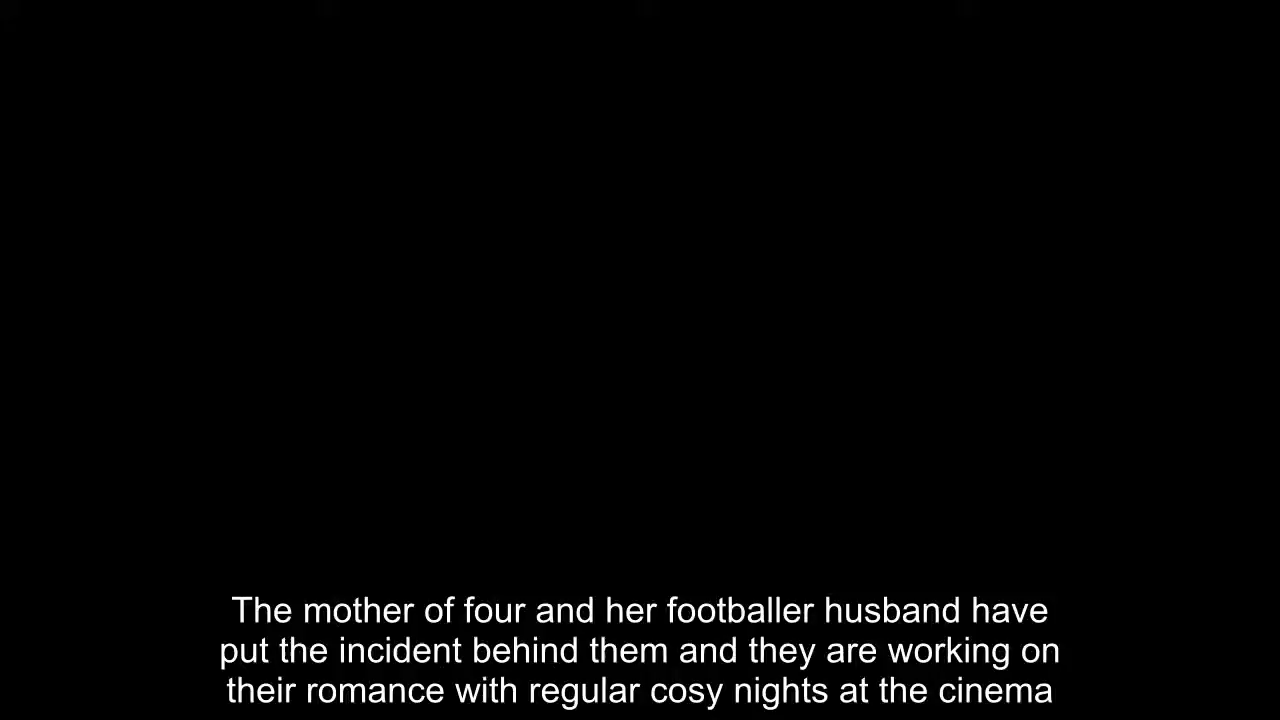 The mother of four and her footballer husband have
put the incident behind them and they are working on
their romance with regular cosy nights at the cinema